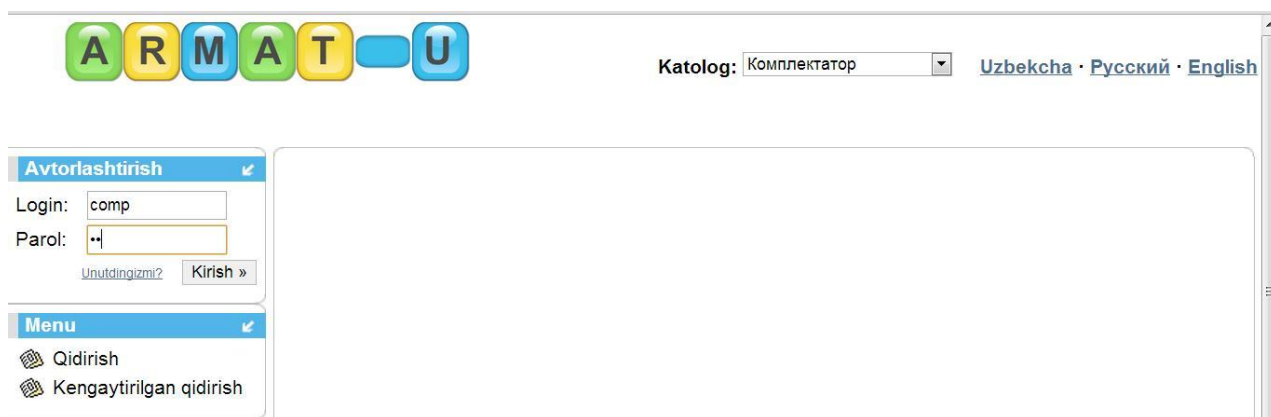 ARMAT-U
Katolog: Комплектатор Uzbekcha · Русский · English
Avtorlashtirish
Login: comp
Parol: ••
Unutdingizmi? Kirish »
Menu
Qidirish
Kengaytirilgan qidirish